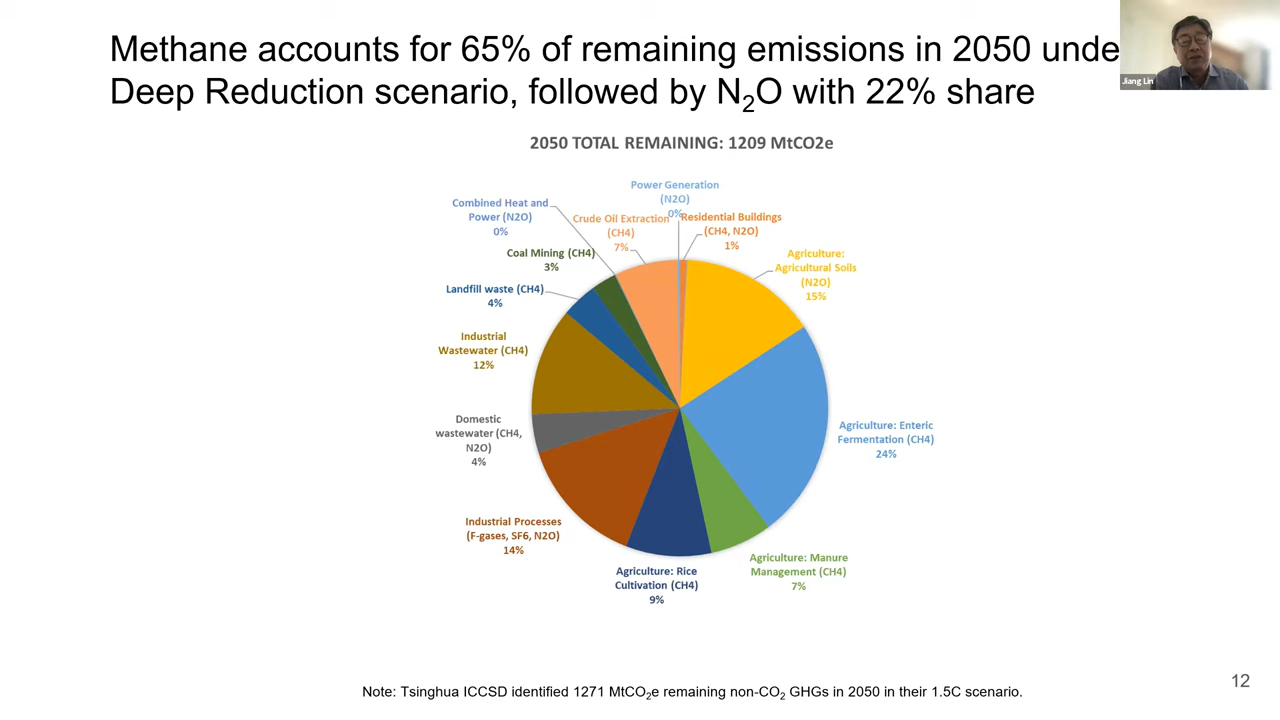 Methane accounts for 65% of remaining emissions in 2050 unde
Deep Reduction scenario, followed by N2O with 22% share
Jiang Lin
2050 TOTAL REMAINING: 1209 MtCO2e
Power Generation
(N2O)
0%
Combined Heat and
Power (N2O)
0%
Crude Oil Extraction
(CH4)
7%
Residential Buildings
(CH4, N2O)
1%
Coal Mining (CH4)
3%
Agriculture:
Agricultural Soils
(N2O)
15%
Landfill waste (CH4)
4%
Industrial
Wastewater (CH4)
12%
Domestic
wastewater (CH4,
N2O)
4%
Agriculture: Enteric
Fermentation (CH4)
24%
Industrial Processes
(F-gases, SF6, N2O)
14%
Agriculture: Rice
Cultivation (CH4)
9%
Agriculture: Manure
Management (CH4)
7%
Note: Tsinghua ICCSD identified 1271 MtCO2e remaining non-CO2 GHGs in 2050 in their 1.5C scenario.
12